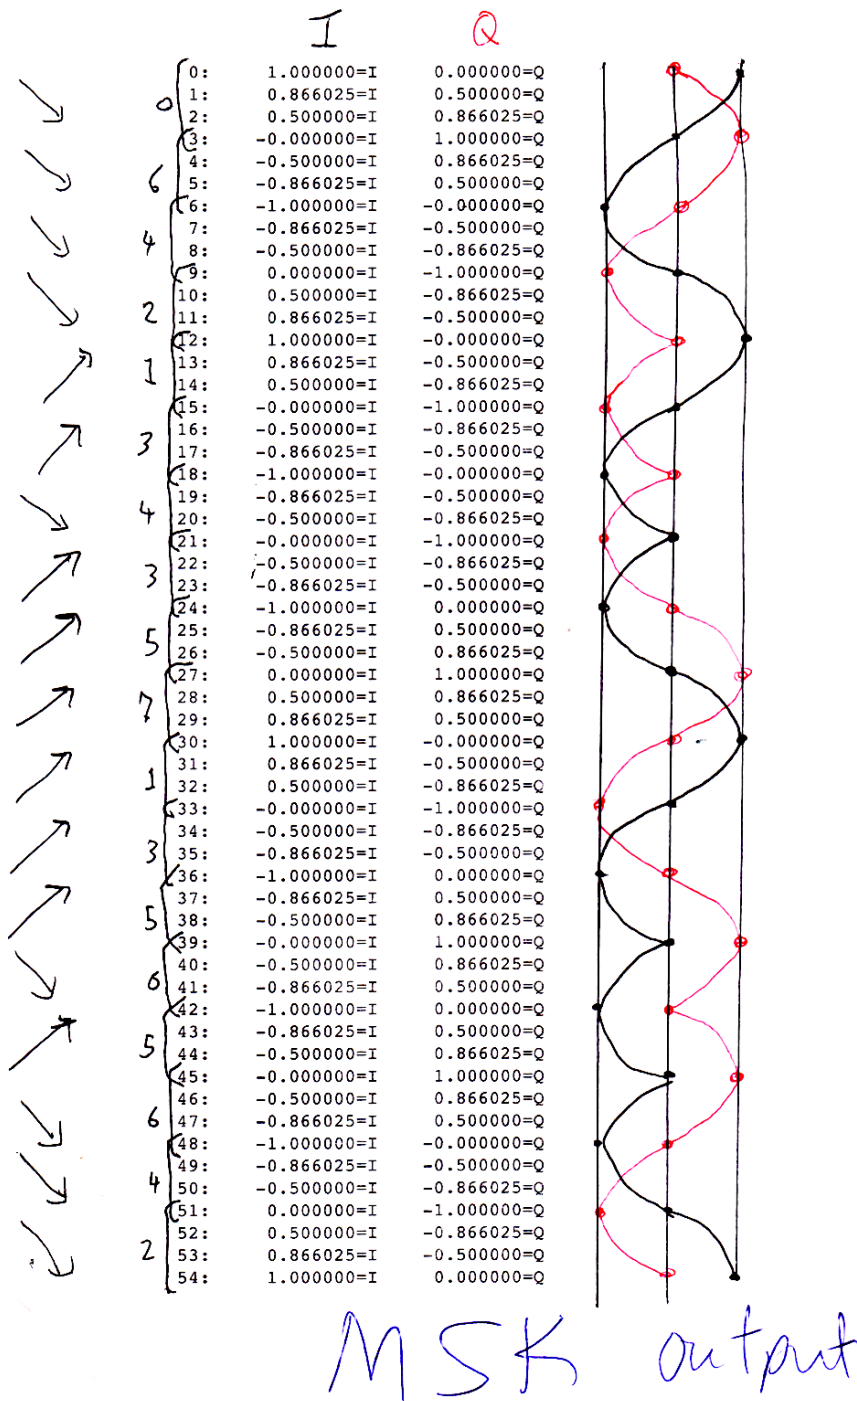 I Q
0: 1.000000=I 0.000000=Q
0 1: 0.866025=I 0.500000=Q
2: 0.500000=I 0.866025=Q
3: -0.000000=I 1.000000=Q
4: -0.500000=I 0.866025=Q
6 5: -0.866025=I 0.500000=Q
6: -1.000000=I -0.000000=Q
7: -0.866025=I -0.500000=Q
4 8: -0.500000=I -0.866025=Q
9: 0.000000=I -1.000000=Q
10: 0.500000=I -0.866025=Q
2 11: 0.866025=I -0.500000=Q
12: 1.000000=I -0.000000=Q
1 13: 0.866025=I -0.500000=Q
14: 0.500000=I -0.866025=Q
15: -0.000000=I -1.000000=Q
16: -0.500000=I -0.866025=Q
3 17: -0.866025=I -0.500000=Q
18: -1.000000=I -0.000000=Q
19: -0.866025=I -0.500000=Q
4 20: -0.500000=I -0.866025=Q
21: -0.000000=I -1.000000=Q
22: -0.500000=I -0.866025=Q
3 23: -0.866025=I -0.500000=Q
24: -1.000000=I 0.000000=Q
25: -0.866025=I 0.500000=Q
5 26: -0.500000=I 0.866025=Q
27: 0.000000=I 1.000000=Q
28: 0.500000=I 0.866025=Q
7 29: 0.866025=I 0.500000=Q
30: 1.000000=I -0.000000=Q
31: 0.866025=I -0.500000=Q
1 32: 0.500000=I -0.866025=Q
33: -0.000000=I -1.000000=Q
34: -0.500000=I -0.866025=Q
3 35: -0.866025=I -0.500000=Q
36: -1.000000=I 0.000000=Q
37: -0.866025=I 0.500000=Q
5 38: -0.500000=I 0.866025=Q
39: -0.000000=I 1.000000=Q
40: -0.500000=I 0.866025=Q
6 41: -0.866025=I 0.500000=Q
42: -1.000000=I 0.000000=Q
43: -0.866025=I 0.500000=Q
5 44: -0.500000=I 0.866025=Q
45: -0.000000=I 1.000000=Q
46: -0.500000=I 0.866025=Q
6 47: -0.866025=I 0.500000=Q
48: -1.000000=I -0.000000=Q
49: -0.866025=I -0.500000=Q
4 50: -0.500000=I -0.866025=Q
51: 0.000000=I -1.000000=Q
52: 0.500000=I -0.866025=Q
2 53: 0.866025=I -0.500000=Q
54: 1.000000=I 0.000000=Q
MSK output